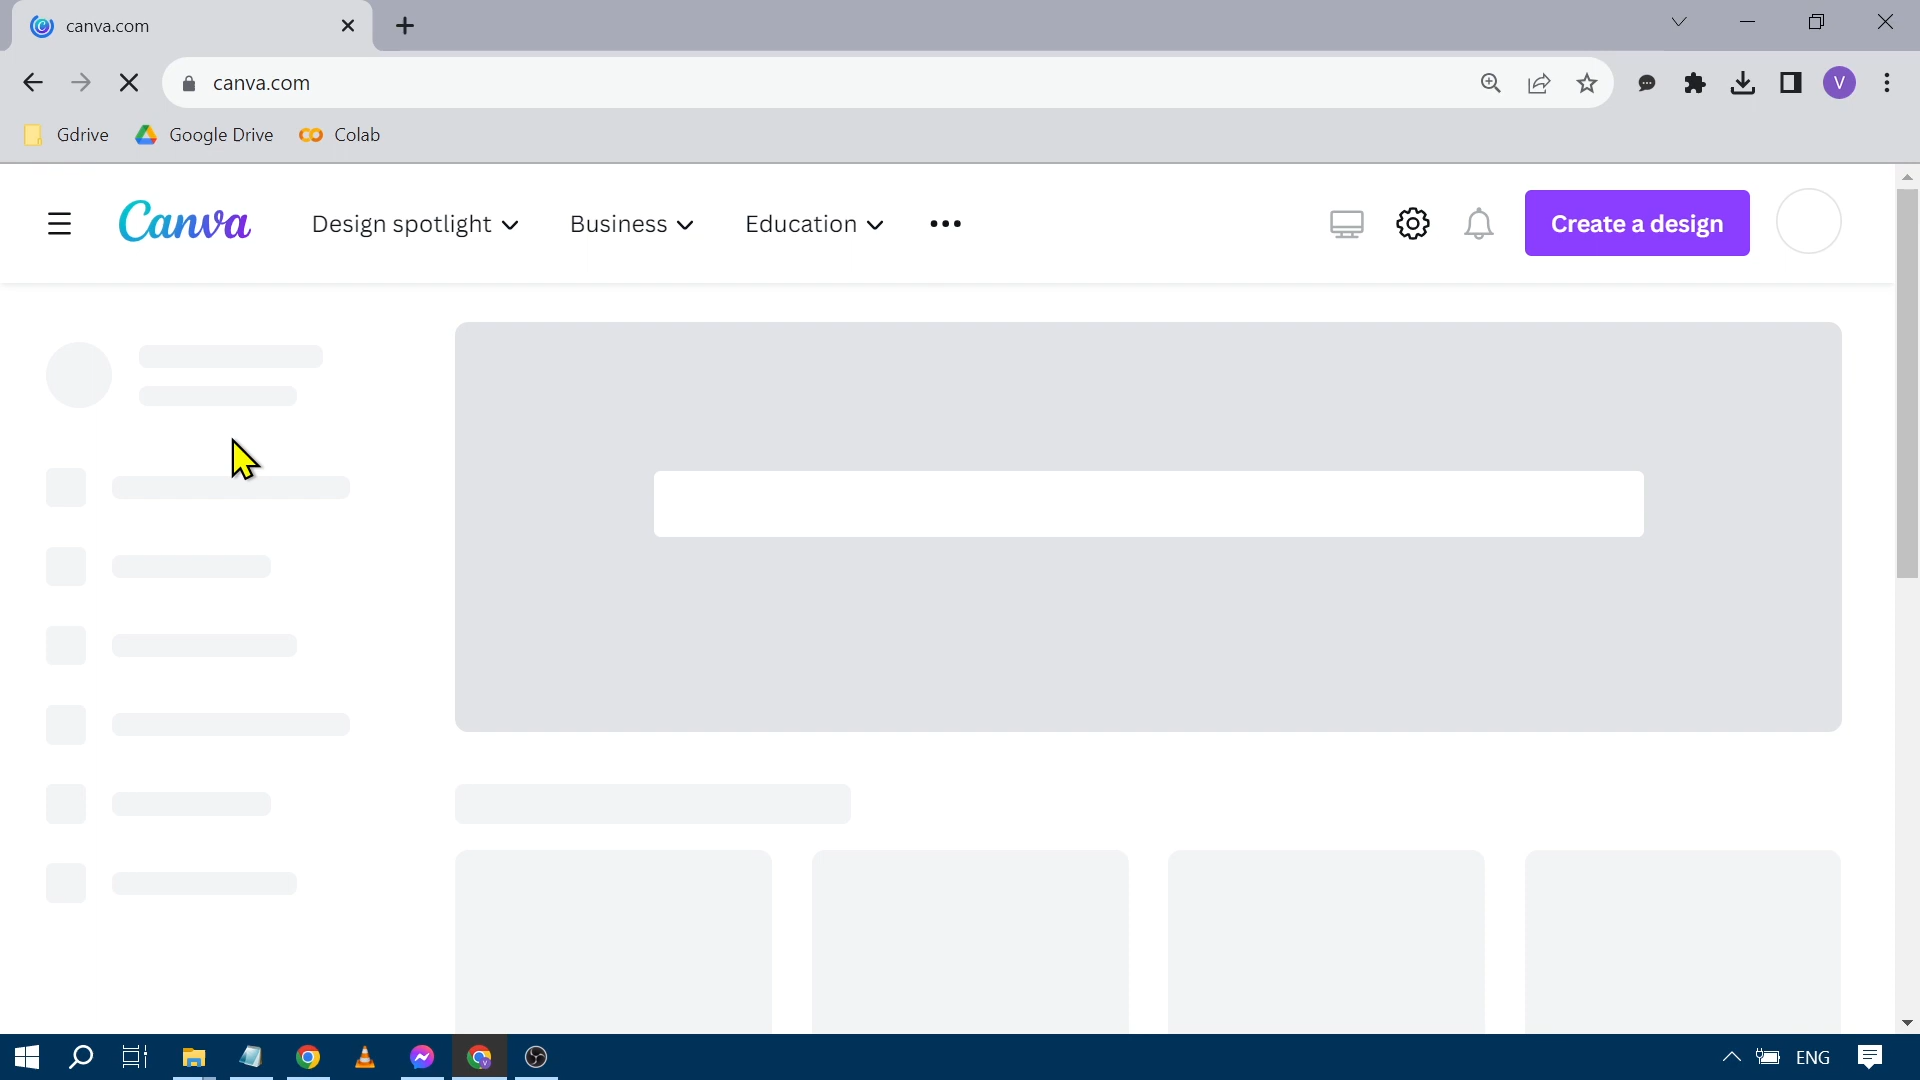 canva.com
canva.com
Gdrive
Google Drive
Colab
Canva
Design spotlight
Business
Education
Create a design
V
ENG